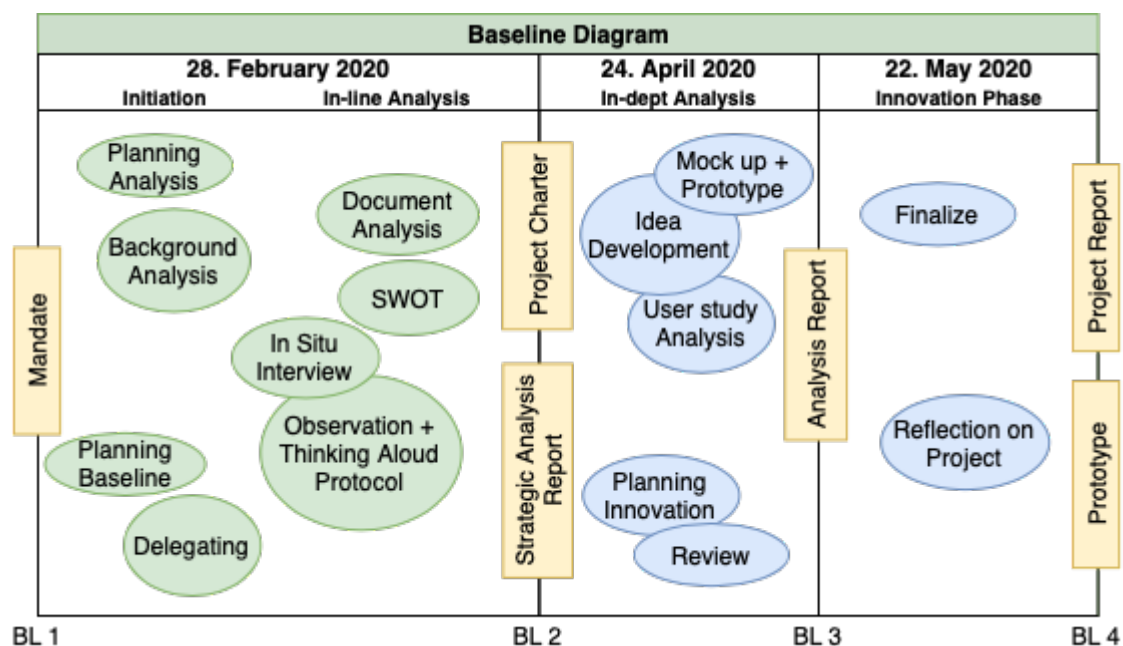 Baseline Diagram
28. February 2020
24. April 2020
22. May 2020
Initiation
In-line Analysis
In-dept Analysis
Innovation Phase
Mandate
Planning
Analysis
Background
Analysis
Document
Analysis
SWOT
In Situ
Interview
Observation +
Thinking Aloud
Protocol
Planning
Baseline
Delegating
Project Charter
Strategic Analysis
Report
Mock up +
Prototype
Idea
Development
User study
Analysis
Planning
Innovation
Review
Analysis Report
Finalize
Reflection on
Project
Project Report
Prototype
BL 1
BL 2
BL 3
BL 4